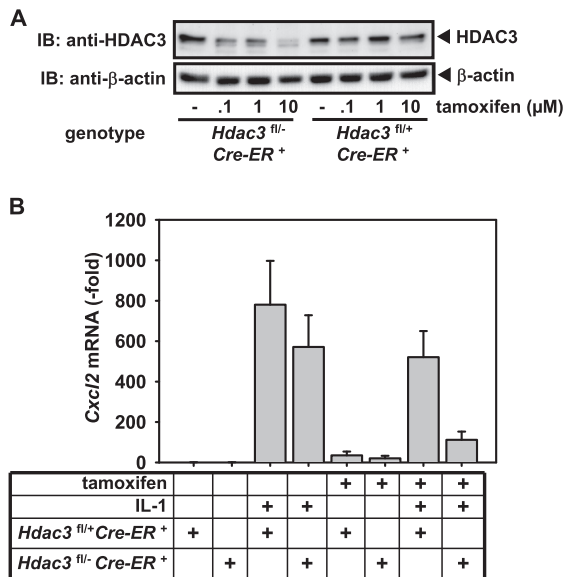 A
IB: anti-HDAC3 ◄ HDAC3
IB: anti-β-actin ◄ β-actin
- .1 1 10 - .1 1 10 tamoxifen (μM)
genotype Hdac3 fl/- Hdac3 fl/+
Cre-ER + Cre-ER +
B
1200
1000
800
600
400
200
0
Cxcl2 mRNA (-fold)
tamoxifen + + + +
IL-1 + + + +
Hdac3 fl/+ Cre-ER + + + + +
Hdac3 fl/- Cre-ER + + + + +